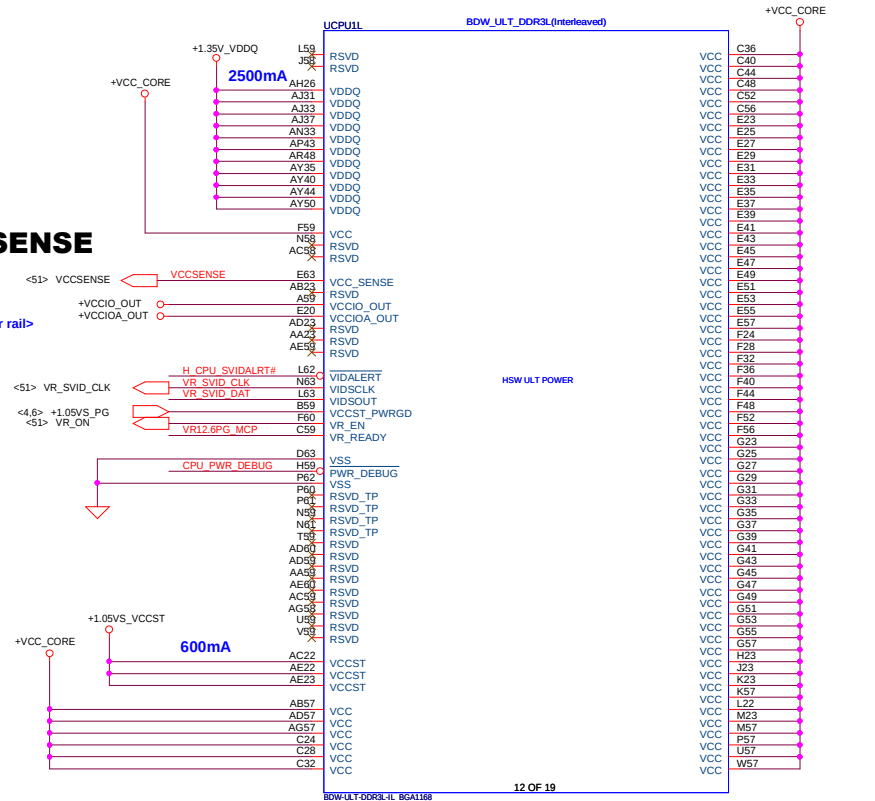 UCPU1L
BDW_ULT_DDR3L(Interleaved)
+1.35V_VDDQ
2500mA
+VCC_CORE
L59 RSVD
J58 RSVD
AH26 VDDQ
AJ31 VDDQ
AJ33 VDDQ
AJ37 VDDQ
AN33 VDDQ
AP43 VDDQ
AR48 VDDQ
AY35 VDDQ
AY40 VDDQ
AY44 VDDQ
AY50 VDDQ
F59 VCC
N58 RSVD
AC58 RSVD
SENSE
<51> VCCSENSE VCCSENSE E63 VCC_SENSE
AB23 RSVD
+VCCIO_OUT A59 VCCIO_OUT
+VCCIOA_OUT E20 VCCIOA_OUT
r rail>
AD23 RSVD
AA23 RSVD
AE59 RSVD
H_CPU_SVIDALRT# L62 VIDALERT
<51> VR_SVID_CLK VR_SVID_CLK N63 VIDSCLK
VR_SVID_DAT L63 VIDSOUT
<4,6> +1.05VS_PG B59 VCCST_PWRGD
<51> VR_ON F60 VR_EN
VR12.6PG_MCP C59 VR_READY
D63 VSS
CPU_PWR_DEBUG H59 PWR_DEBUG
P62 VSS
P60 RSVD_TP
P61 RSVD_TP
N59 RSVD_TP
N61 RSVD_TP
T59 RSVD
AD60 RSVD
AD59 RSVD
AA59 RSVD
AE60 RSVD
AC59 RSVD
AG58 RSVD
U59 RSVD
V59 RSVD
+1.05VS_VCCST
600mA
+VCC_CORE
AC22 VCCST
AE22 VCCST
AE23 VCCST
AB57 VCC
AD57 VCC
AG57 VCC
C24 VCC
C28 VCC
C32 VCC
HSW ULT POWER
+VCC_CORE
VCC C36
VCC C40
VCC C44
VCC C48
VCC C52
VCC C56
VCC E23
VCC E25
VCC E27
VCC E29
VCC E31
VCC E33
VCC E35
VCC E37
VCC E39
VCC E41
VCC E43
VCC E45
VCC E47
VCC E49
VCC E51
VCC E53
VCC E55
VCC E57
VCC F24
VCC F28
VCC F32
VCC F36
VCC F40
VCC F44
VCC F48
VCC F52
VCC F56
VCC G23
VCC G25
VCC G27
VCC G29
VCC G31
VCC G33
VCC G35
VCC G37
VCC G39
VCC G41
VCC G43
VCC G45
VCC G47
VCC G49
VCC G51
VCC G53
VCC G55
VCC G57
VCC H23
VCC J23
VCC K23
VCC K57
VCC L22
VCC M23
VCC M57
VCC P57
VCC U57
VCC W57
12 OF 19
BDW-ULT-DDR3L-IL_BGA1168